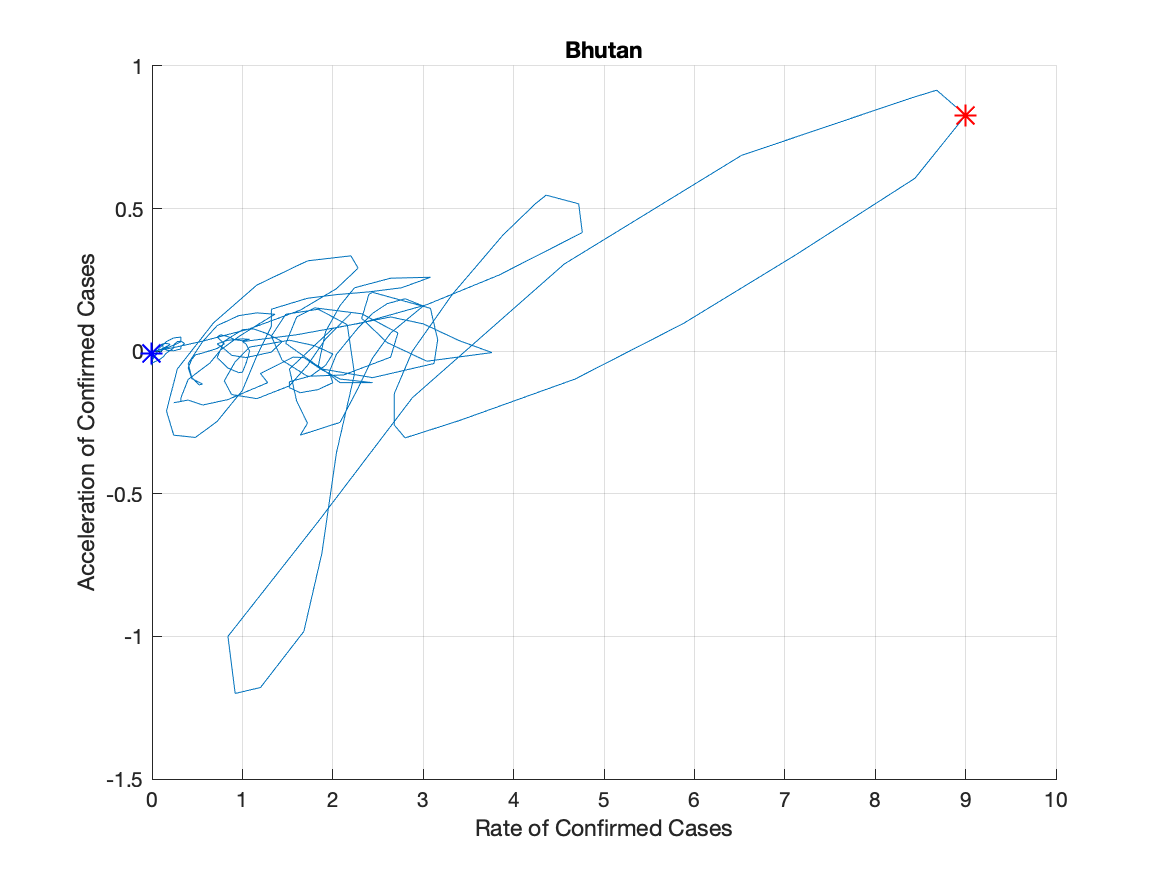 Bhutan
1
0.5
0
-0.5
-1
-1.5
Acceleration of Confirmed Cases
0 1 2 3 4 5 6 7 8 9 10
Rate of Confirmed Cases